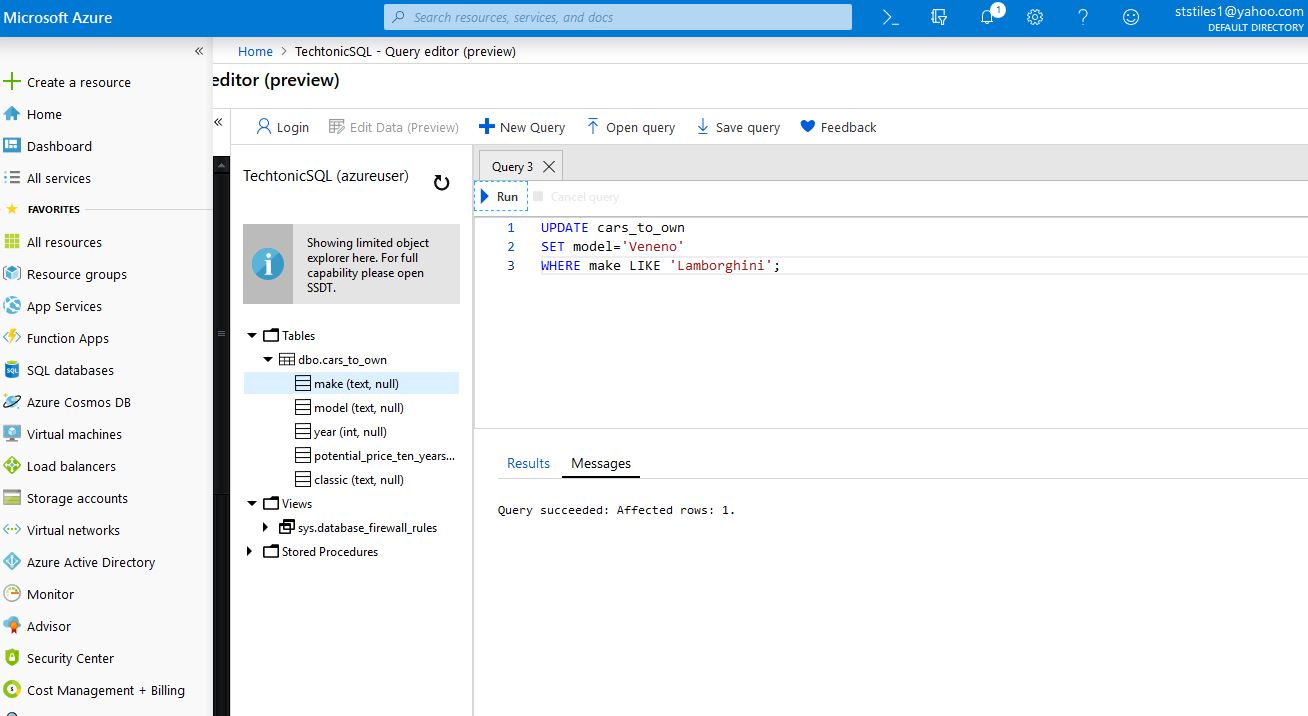 Microsoft Azure
Search resources, services, and docs
1
ststiles1@yahoo.com
DEFAULT DIRECTORY
«
Home > TechtonicSQL - Query editor (preview)
editor (preview)
Create a resource
Home
Dashboard
All services
FAVORITES
All resources
Resource groups
App Services
Function Apps
SQL databases
Azure Cosmos DB
Virtual machines
Load balancers
Storage accounts
Virtual networks
Azure Active Directory
Monitor
Advisor
Security Center
Cost Management + Billing
«
Login
Edit Data (Preview)
New Query
Open query
Save query
Feedback
TechtonicSQL (azureuser)
Showing limited object
explorer here. For full
capability please open
SSDT.
Tables
dbo.cars_to_own
make (text, null)
model (text, null)
year (int, null)
potential_price_ten_years...
classic (text, null)
Views
sys.database_firewall_rules
Stored Procedures
Query 3
Run
Cancel query
1 UPDATE cars_to_own
2 SET model='Veneno'
3 WHERE make LIKE 'Lamborghini';
Results
Messages
Query succeeded: Affected rows: 1.